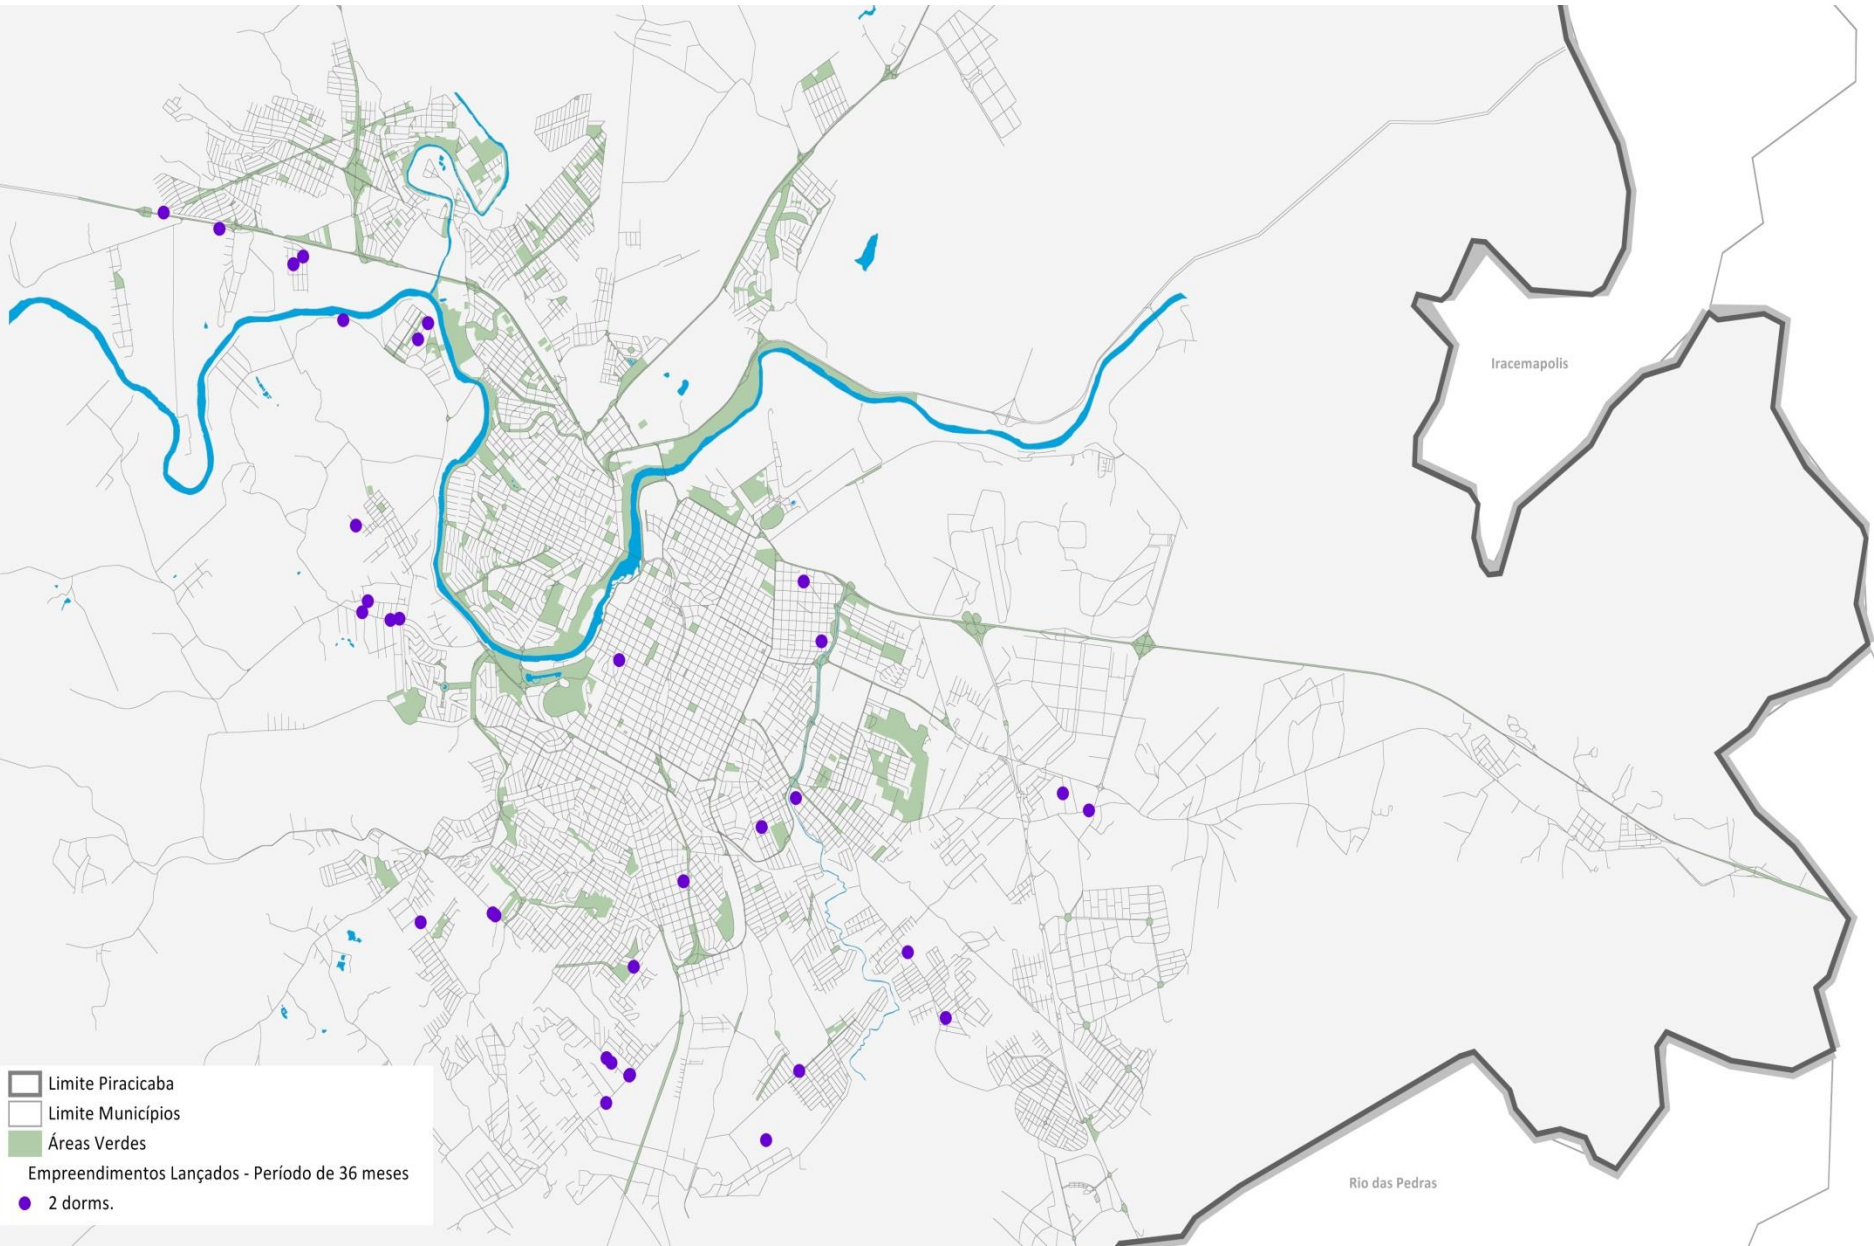 Iracemapolis
Limite Piracicaba
Limite Municípios
Áreas Verdes
Empreendimentos Lançados - Período de 36 meses
2 dorms.
Rio das Pedras